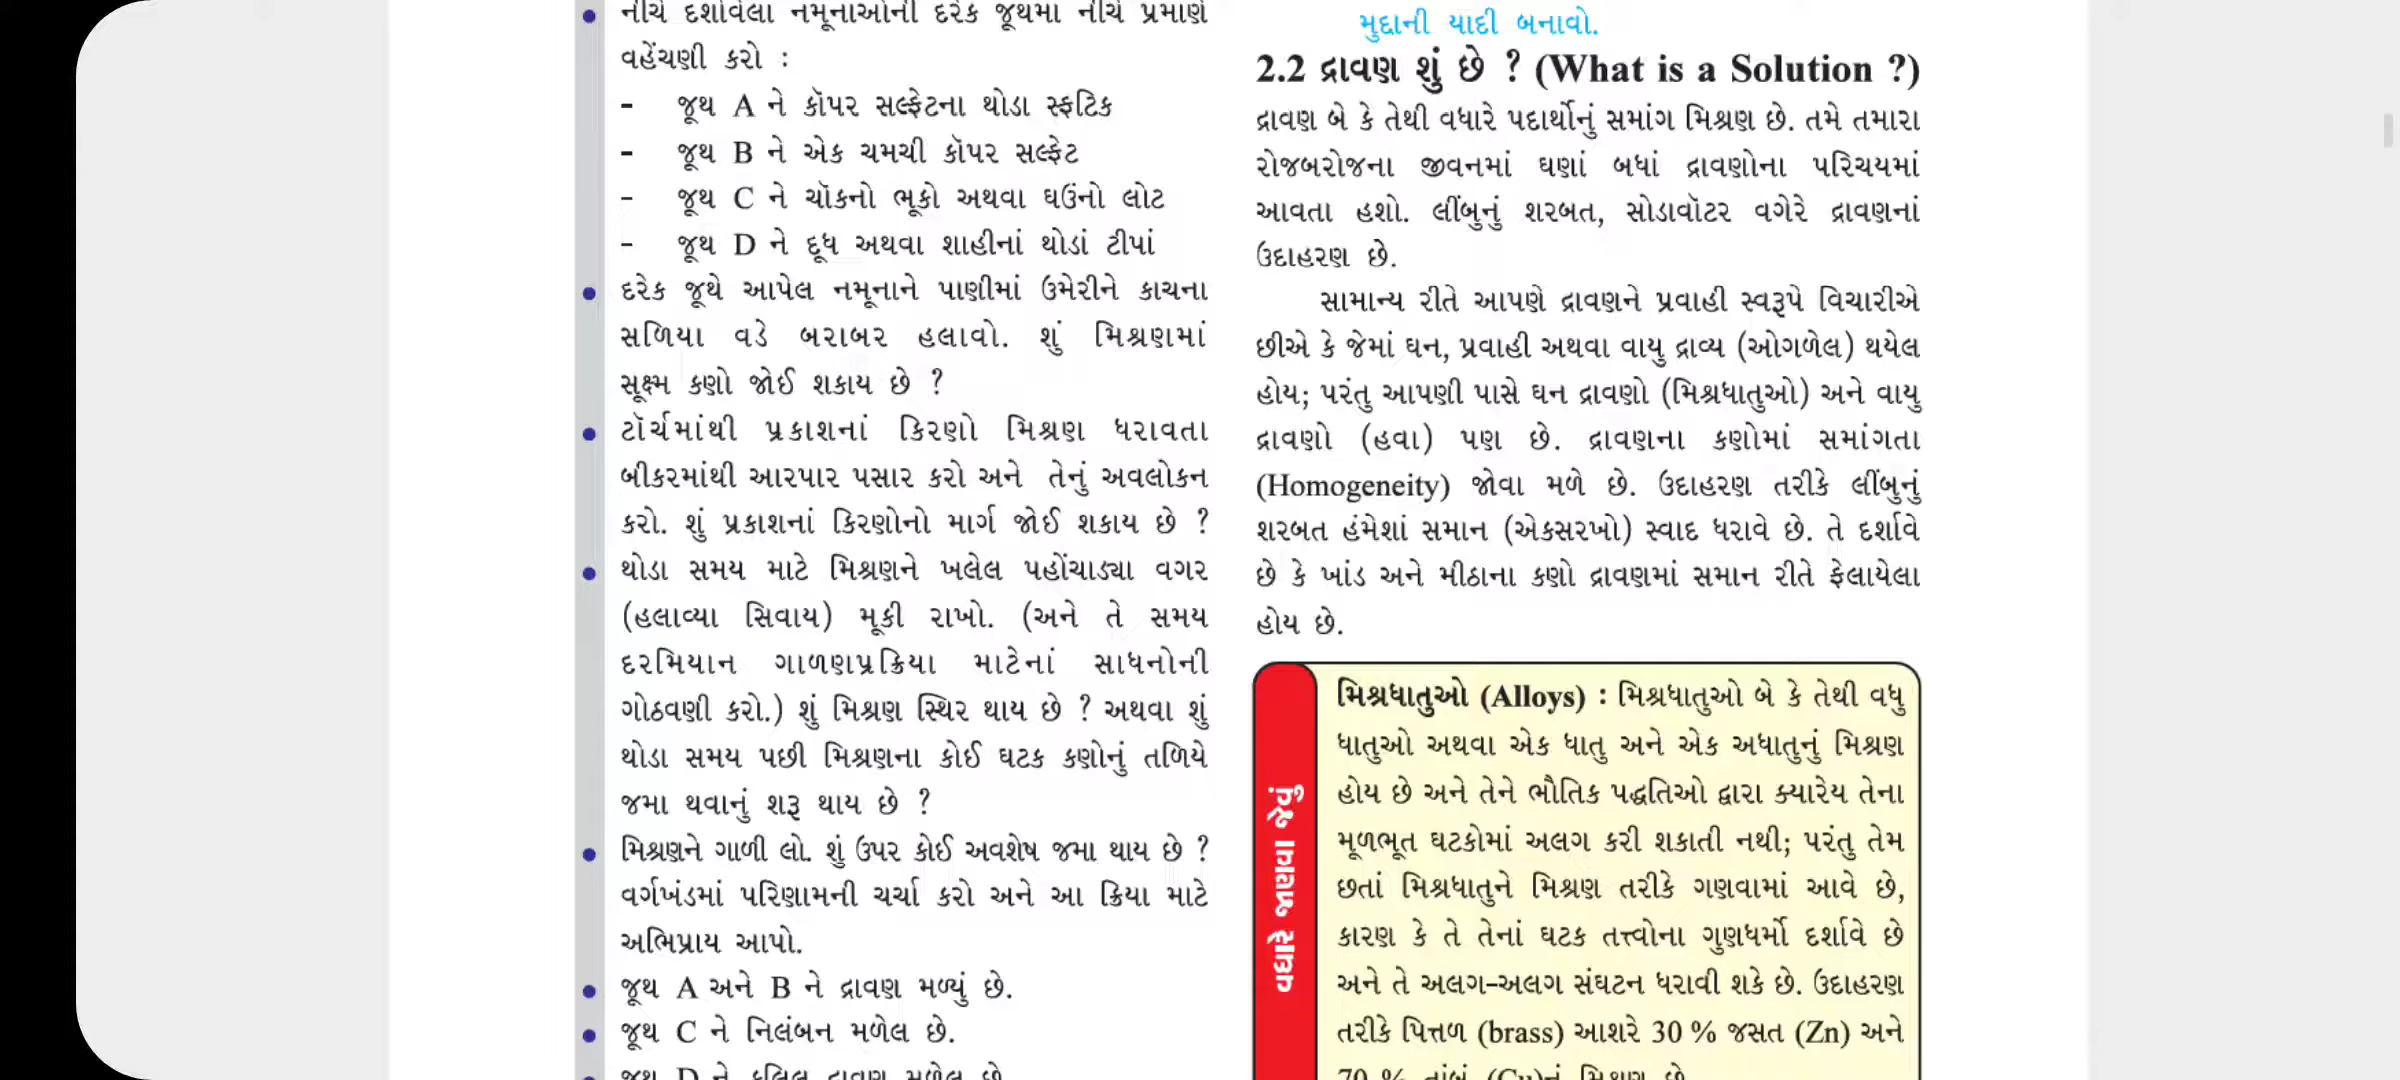 નીચે દર્શાવેલા નમૂનાઓની દરેક જૂથમાં નીચે પ્રમાણે
વહેંચણી કરો :
- જૂથ A ને કૉપર સલ્ફેટના થોડા સ્ફટિક
- જૂથ B ને એક ચમચી કૉપર સલ્ફેટ
- જૂથ C ને ચૉકનો ભૂકો અથવા ઘઉંનો લોટ
- જૂથ D ને દૂધ અથવા શાહીનાં થોડાં ટીપાં
• દરેક જૂથે આપેલ નમૂનાને પાણીમાં ઉમેરીને કાચના
સળિયા વડે બરાબર હલાવો. શું મિશ્રણમાં
સૂક્ષ્મ કણો જોઈ શકાય છે ?
• ટૉર્ચમાંથી પ્રકાશનાં કિરણો મિશ્રણ ધરાવતા
બીકરમાંથી આરપાર પસાર કરો અને તેનું અવલોકન
કરો. શું પ્રકાશનાં કિરણોનો માર્ગ જોઈ શકાય છે ?
• થોડા સમય માટે મિશ્રણને ખલેલ પહોંચાડ્યા વગર
(હલાવ્યા સિવાય) મૂકી રાખો. (અને તે સમય
દરમિયાન ગાળણપ્રક્રિયા માટેનાં સાધનોની
ગોઠવણી કરો.) શું મિશ્રણ સ્થિર થાય છે ? અથવા શું
થોડા સમય પછી મિશ્રણના કોઈ ઘટક કણોનું તળિયે
જમા થવાનું શરૂ થાય છે ?
• મિશ્રણને ગાળી લો. શું ઉપર કોઈ અવશેષ જમા થાય છે ?
વર્ગખંડમાં પરિણામની ચર્ચા કરો અને આ ક્રિયા માટે
અભિપ્રાય આપો.
• જૂથ A અને B ને દ્રાવણ મળ્યું છે.
• જૂથ C ને નિલંબન મળેલ છે.
• જૂથ D ને કલિલ દ્રાવણ મળેલ છે.
મુદ્દાની યાદી બનાવો.
2.2 દ્રાવણ શું છે ? (What is a Solution ?)
દ્રાવણ બે કે તેથી વધારે પદાર્થોનું સમાંગ મિશ્રણ છે. તમે તમારા
રોજબરોજના જીવનમાં ઘણાં બધાં દ્રાવણોના પરિચયમાં
આવતા હશો. લીંબુનું શરબત, સોડાવૉટર વગેરે દ્રાવણનાં
ઉદાહરણ છે.
સામાન્ય રીતે આપણે દ્રાવણને પ્રવાહી સ્વરૂપે વિચારીએ
છીએ કે જેમાં ઘન, પ્રવાહી અથવા વાયુ દ્રાવ્ય (ઓગળેલ) થયેલ
હોય; પરંતુ આપણી પાસે ઘન દ્રાવણો (મિશ્રધાતુઓ) અને વાયુ
દ્રાવણો (હવા) પણ છે. દ્રાવણના કણોમાં સમાંગતા
(Homogeneity) જોવા મળે છે. ઉદાહરણ તરીકે લીંબુનું
શરબત હંમેશાં સમાન (એકસરખો) સ્વાદ ધરાવે છે. તે દર્શાવે
છે કે ખાંડ અને મીઠાના કણો દ્રાવણમાં સમાન રીતે ફેલાયેલા
હોય છે.
વધારે જાણવા જેવું
મિશ્રધાતુઓ (Alloys) : મિશ્રધાતુઓ બે કે તેથી વધુ
ધાતુઓ અથવા એક ધાતુ અને એક અધાતુનું મિશ્રણ
હોય છે અને તેને ભૌતિક પદ્ધતિઓ દ્વારા ક્યારેય તેના
મૂળભૂત ઘટકોમાં અલગ કરી શકાતી નથી; પરંતુ તેમ
છતાં મિશ્રધાતુને મિશ્રણ તરીકે ગણવામાં આવે છે,
કારણ કે તે તેનાં ઘટક તત્ત્વોના ગુણધર્મો દર્શાવે છે
અને તે અલગ-અલગ સંઘટન ધરાવી શકે છે. ઉદાહરણ
તરીકે પિત્તળ (brass) આશરે 30 % જસત (Zn) અને
70 % તાંબું (Cu)નું મિશ્રણ છે.